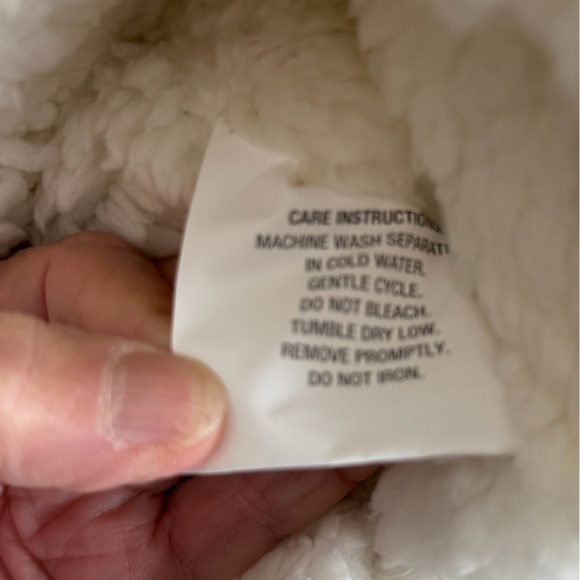 CARE INSTRUCTIONS
MACHINE WASH SEPARATE
IN COLD WATER.
GENTLE CYCLE.
DO NOT BLEACH.
TUMBLE DRY LOW.
REMOVE PROMPTLY.
DO NOT IRON.